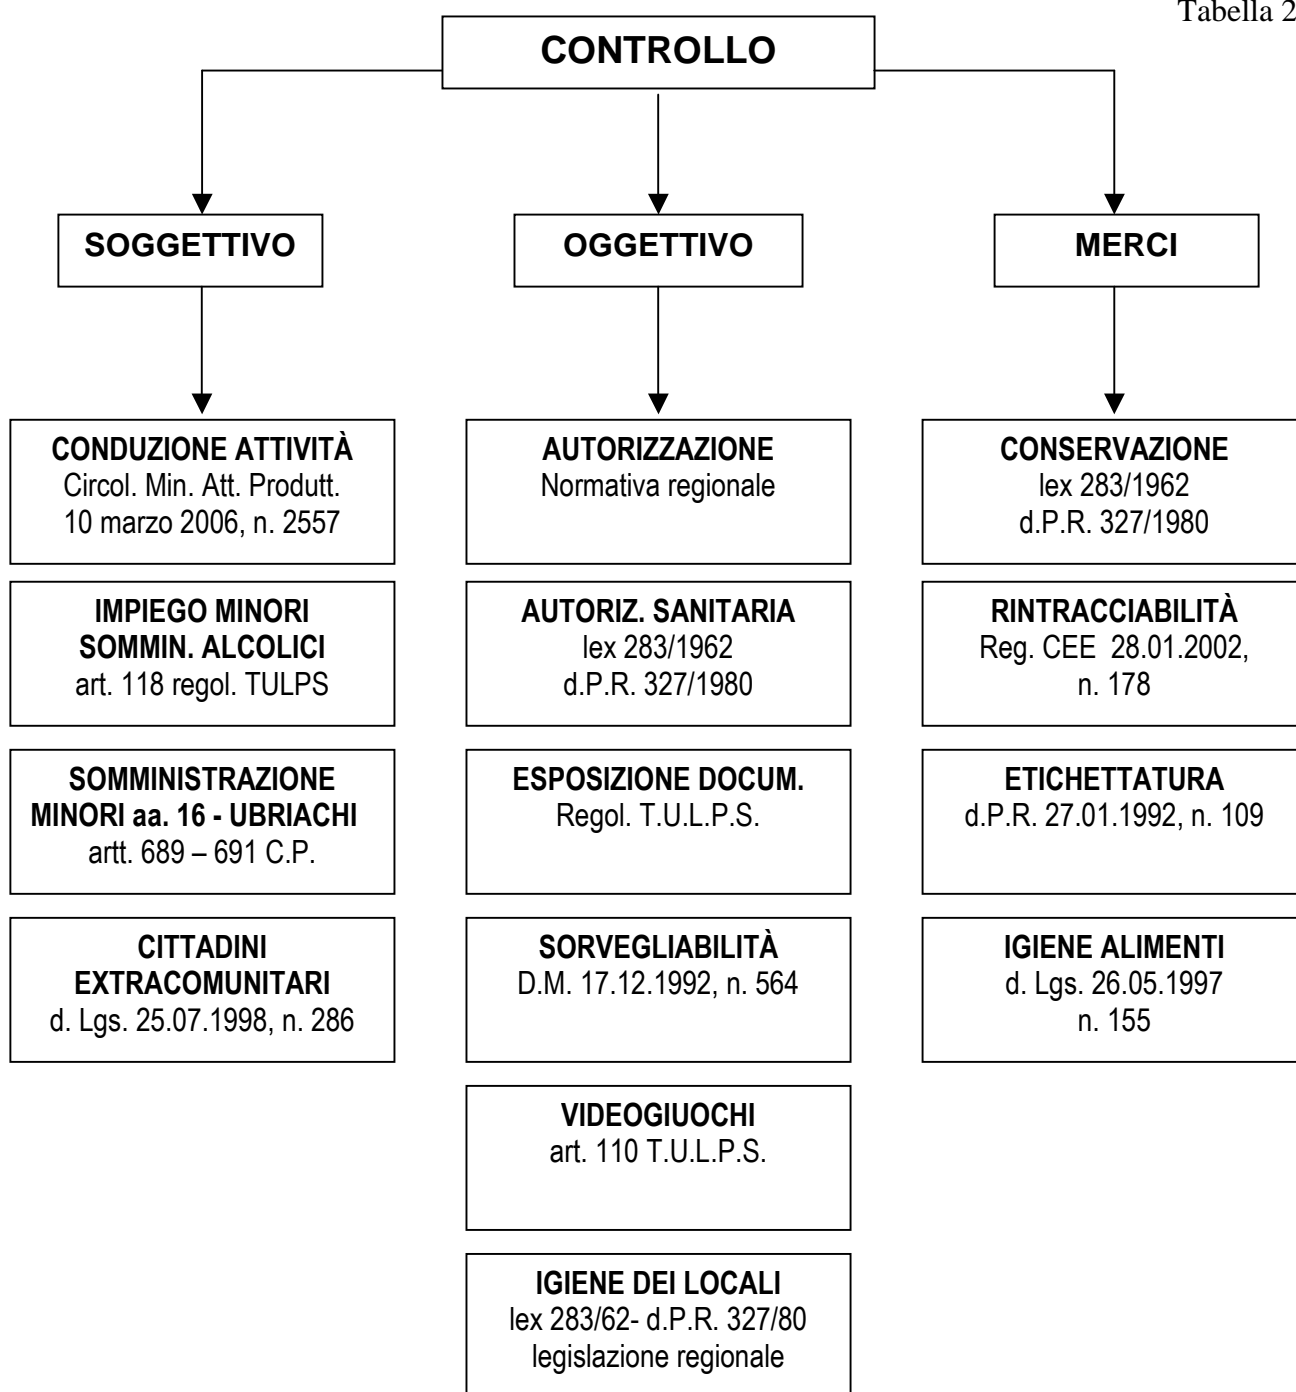 Tabella 2
CONTROLLO
SOGGETTIVO
OGGETTIVO
MERCI
CONDUZIONE ATTIVITÀ
Circol. Min. Att. Produtt.
10 marzo 2006, n. 2557
IMPIEGO MINORI
SOMMIN. ALCOLICI
art. 118 regol. TULPS
SOMMINISTRAZIONE
MINORI aa. 16 - UBRIACHI
artt. 689 – 691 C.P.
CITTADINI
EXTRACOMUNITARI
d. Lgs. 25.07.1998, n. 286
AUTORIZZAZIONE
Normativa regionale
AUTORIZ. SANITARIA
lex 283/1962
d.P.R. 327/1980
ESPOSIZIONE DOCUM.
Regol. T.U.L.P.S.
SORVEGLIABILITÀ
D.M. 17.12.1992, n. 564
VIDEOGIUOCHI
art. 110 T.U.L.P.S.
IGIENE DEI LOCALI
lex 283/62- d.P.R. 327/80
legislazione regionale
CONSERVAZIONE
lex 283/1962
d.P.R. 327/1980
RINTRACCIABILITÀ
Reg. CEE  28.01.2002,
n. 178
ETICHETTATURA
d.P.R. 27.01.1992, n. 109
IGIENE ALIMENTI
d. Lgs. 26.05.1997
n. 155